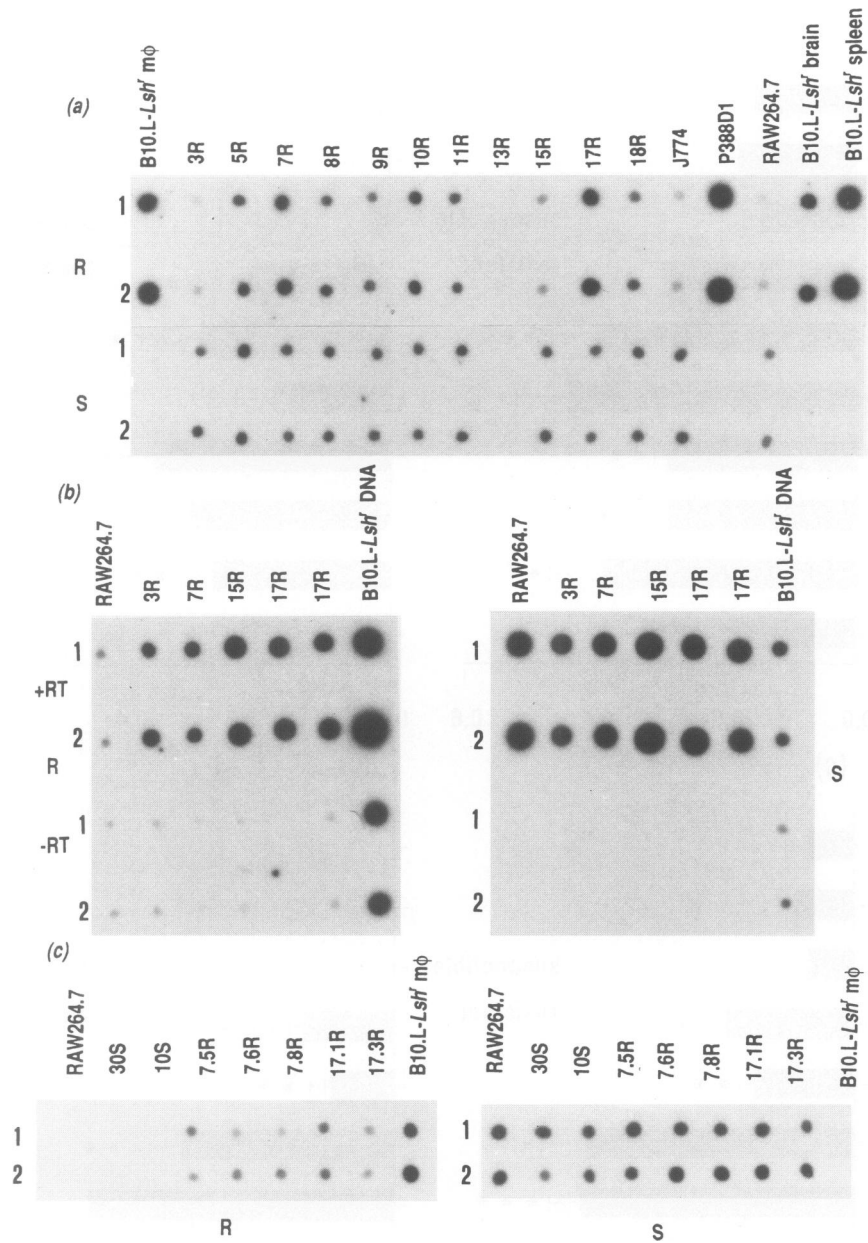 (a)
B10.L-Lshʳ mφ
3R
5R
7R
8R
9R
10R
11R
13R
15R
17R
18R
J774
P388D1
RAW264.7
B10.L-Lshʳ brain
B10.L-Lshʳ spleen
1
R
2
1
S
2
(b)
RAW264.7
3R
7R
15R
17R
17R
B10.L-Lshʳ DNA
1
+RT
2
R
1
-RT
2
RAW264.7
3R
7R
15R
17R
17R
B10.L-Lshʳ DNA
1
2
S
1
2
(c)
RAW264.7
30S
10S
7.5R
7.6R
7.8R
17.1R
17.3R
B10.L-Lshʳ mφ
1
2
R
RAW264.7
30S
10S
7.5R
7.6R
7.8R
17.1R
17.3R
B10.L-Lshʳ mφ
1
2
S